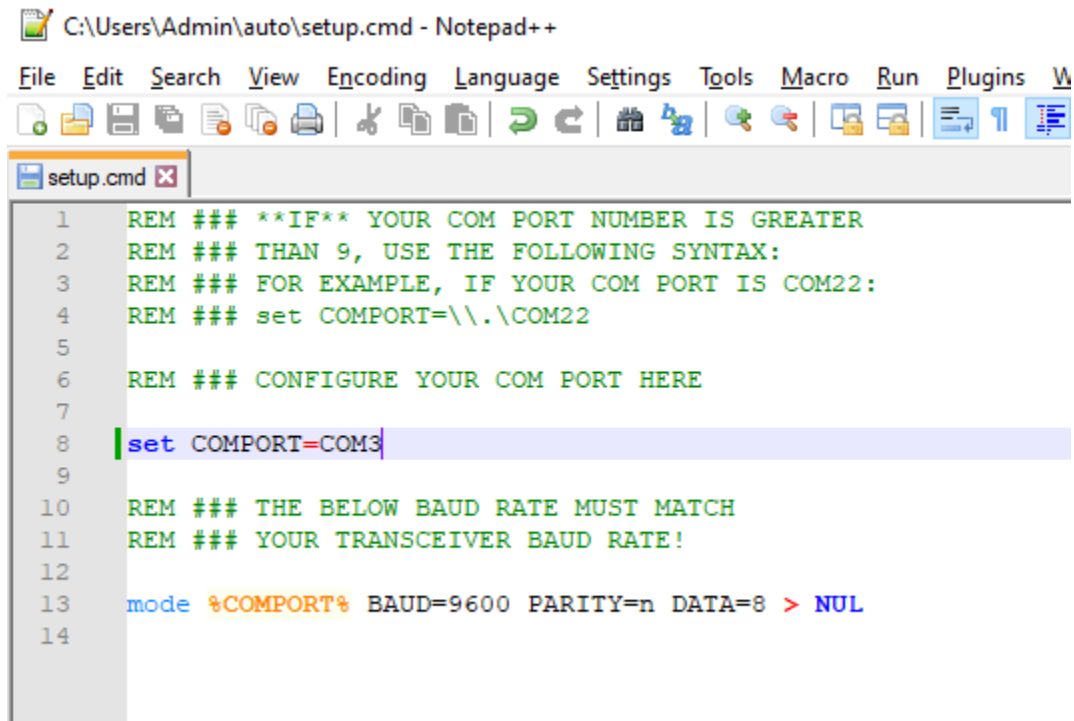 C:\Users\Admin\auto\setup.cmd - Notepad++
File Edit Search View Encoding Language Settings Tools Macro Run Plugins W
setup.cmd
1 REM ### **IF** YOUR COM PORT NUMBER IS GREATER
2 REM ### THAN 9, USE THE FOLLOWING SYNTAX:
3 REM ### FOR EXAMPLE, IF YOUR COM PORT IS COM22:
4 REM ### set COMPORT=\\.\COM22
5
6 REM ### CONFIGURE YOUR COM PORT HERE
7
8 set COMPORT=COM3
9
10 REM ### THE BELOW BAUD RATE MUST MATCH
11 REM ### YOUR TRANSCEIVER BAUD RATE!
12
13 mode %COMPORT% BAUD=9600 PARITY=n DATA=8 > NUL
14